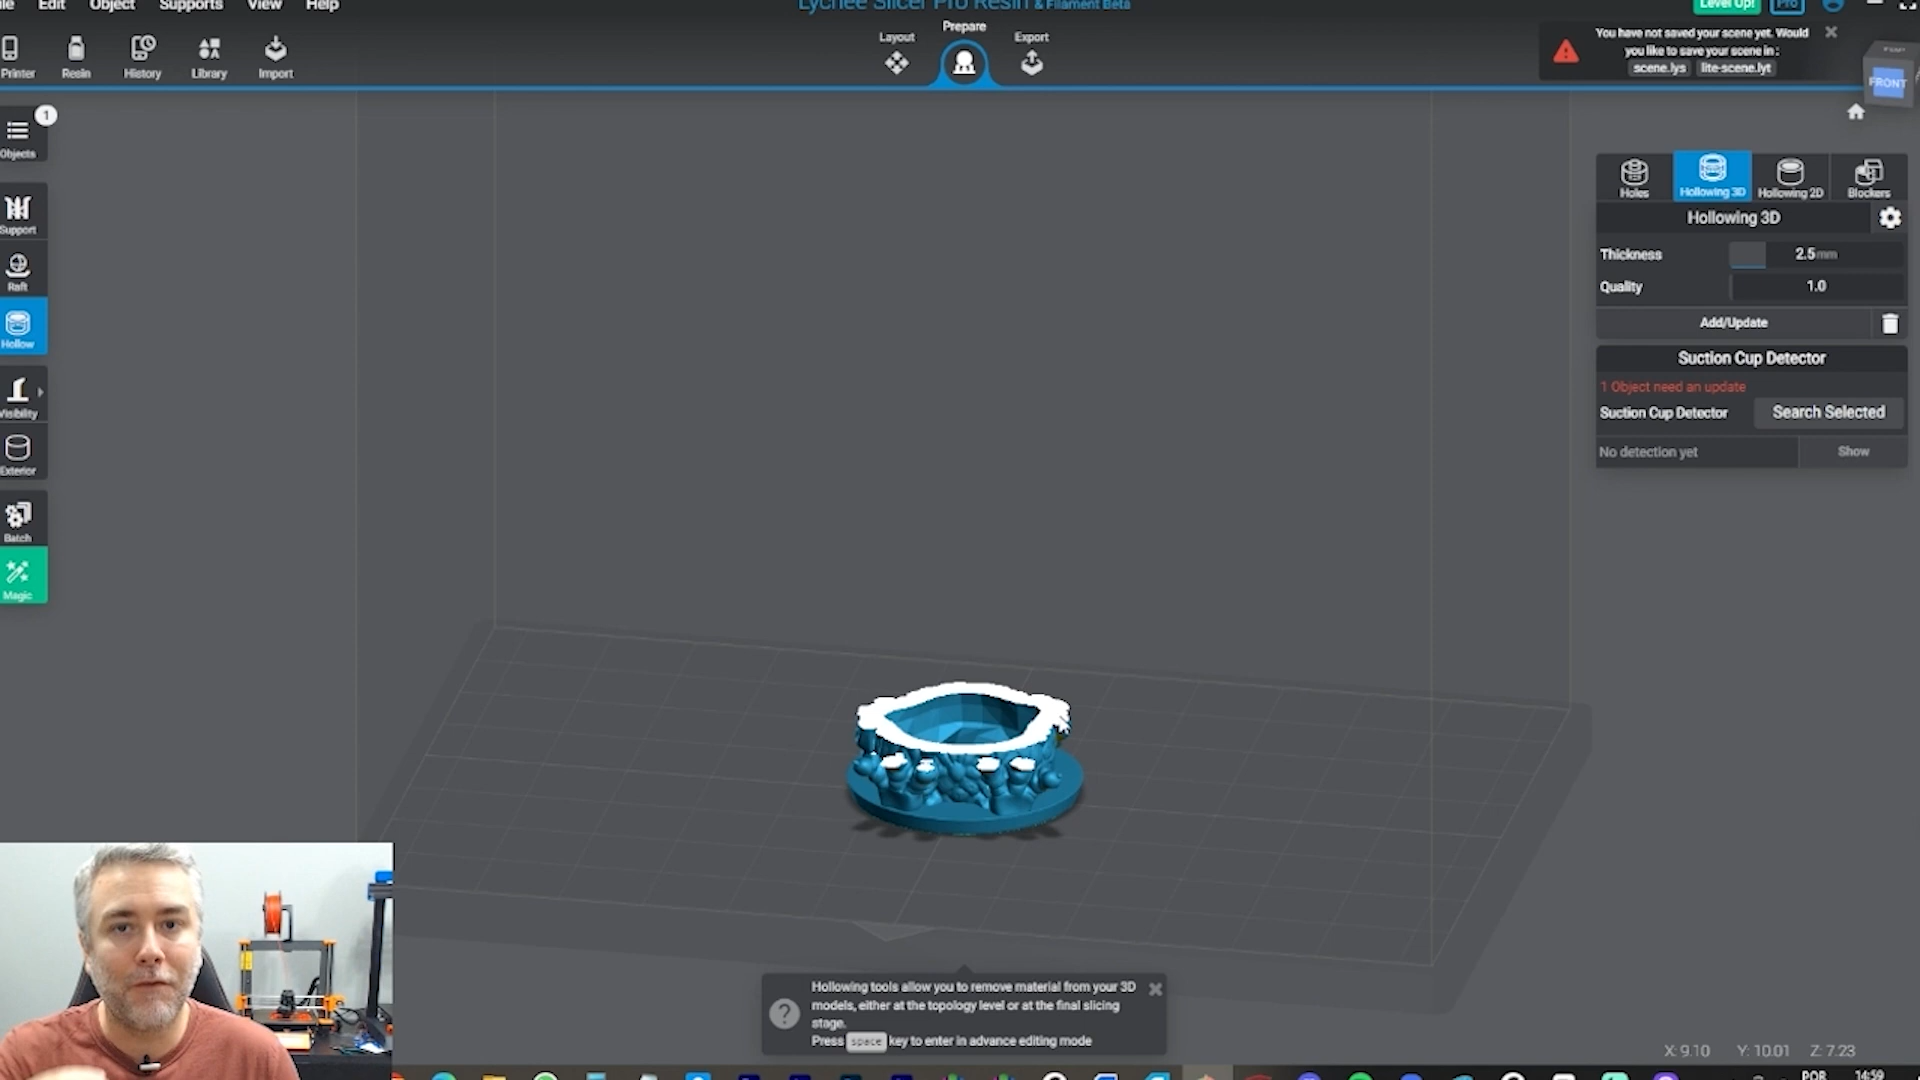 Edit
Object
Supports
View
Help
Lychee Slicer Pro Resin & Filament Beta
Level Up!
Pro
Printer
Resin
History
Library
Import
Layout
Prepare
Export
You have not saved your scene yet. Would
you like to save your scene in :
scene.lys
lite-scene.lyt
FRONT
1
Objects
Support
Raft
Hollow
Visibility
Exterior
Batch
Magic
Holes
Hollowing 3D
Hollowing 2D
Blockers
Hollowing 3D
Thickness
2.5mm
Quality
1.0
Add/Update
Suction Cup Detector
1 Object need an update
Suction Cup Detector
Search Selected
No detection yet
Show
?
Hollowing tools allow you to remove material from your 3D
models, either at the topology level or at the final slicing
stage.
Press space key to enter in advance editing mode
X: 9.10
Y: 10.01
Z: 7.23
POR
14:59